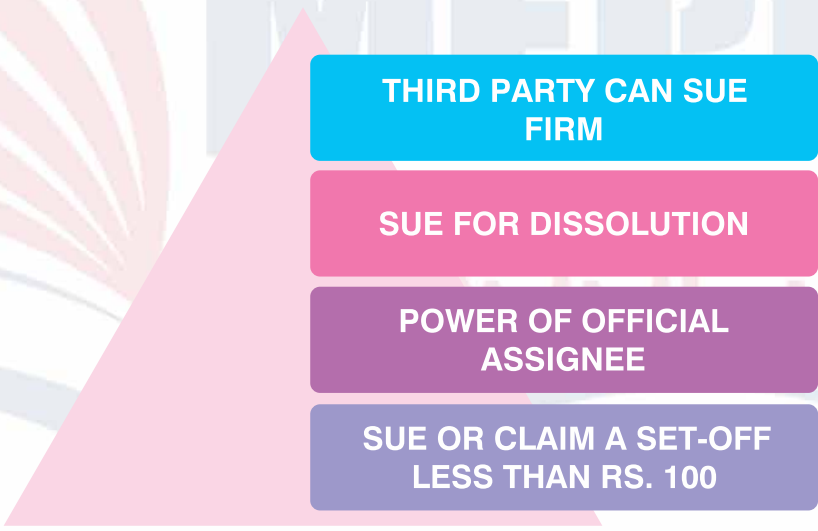 THIRD PARTY CAN SUE
FIRM
SUE FOR DISSOLUTION
POWER OF OFFICIAL
ASSIGNEE
SUE OR CLAIM A SET-OFF
LESS THAN RS. 100